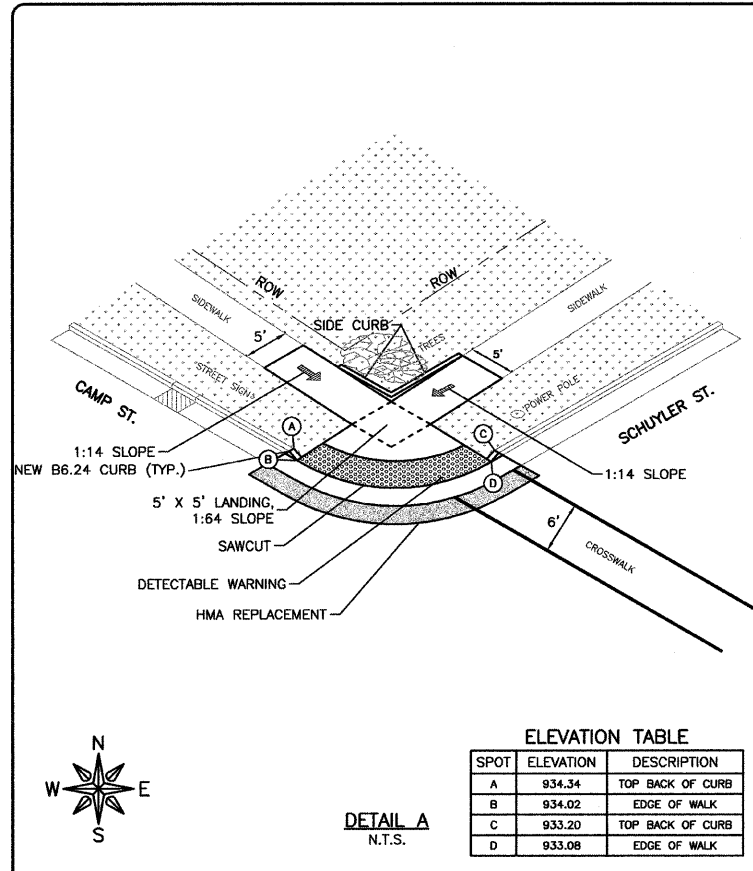 ROW
ROW
SIDEWALK
SIDEWALK
SIDE CURB
TREES
5'
5'
STREET SIGN
POWER POLE
CAMP ST.
SCHUYLER ST.
A
C
B
D
1:14 SLOPE
1:14 SLOPE
NEW B6.24 CURB (TYP.)
5' X 5' LANDING,
1:64 SLOPE
6'
SAWCUT
CROSSWALK
DETECTABLE WARNING
HMA REPLACEMENT
N
W E
S
DETAIL A
N.T.S.
ELEVATION TABLE
SPOT ELEVATION DESCRIPTION
A 934.34 TOP BACK OF CURB
B 934.02 EDGE OF WALK
C 933.20 TOP BACK OF CURB
D 933.08 EDGE OF WALK